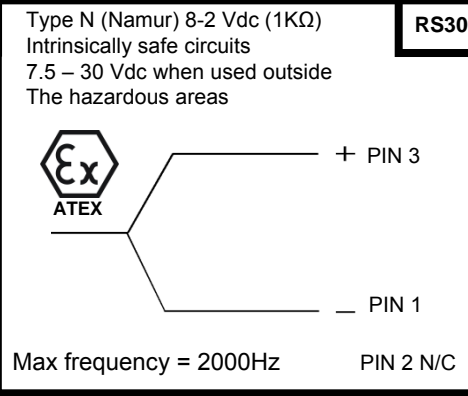 Type N (Namur) 8-2 Vdc (1KΩ)
RS30
Intrinsically safe circuits
7.5 – 30 Vdc when used outside
The hazardous areas
Ex
ATEX
+ PIN 3
_ PIN 1
Max frequency = 2000Hz
PIN 2 N/C